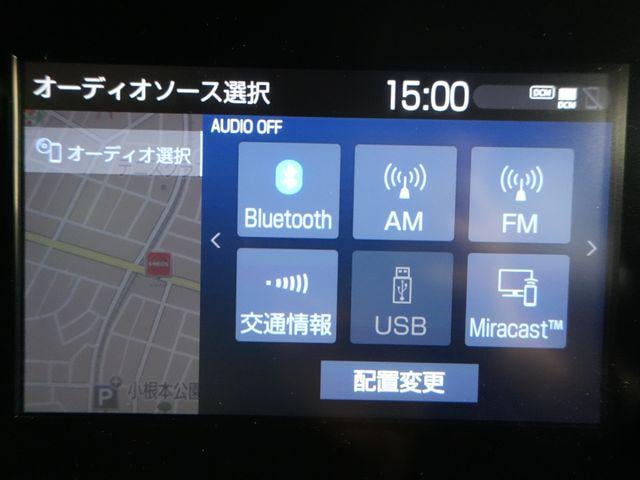 オーディオソース選択
15:00
DCM
DCM
AUDIO OFF
オーディオ選択
Bluetooth
AM
FM
ENEOS
交通情報
USB
Miracast™
配置変更
P
小根本公園